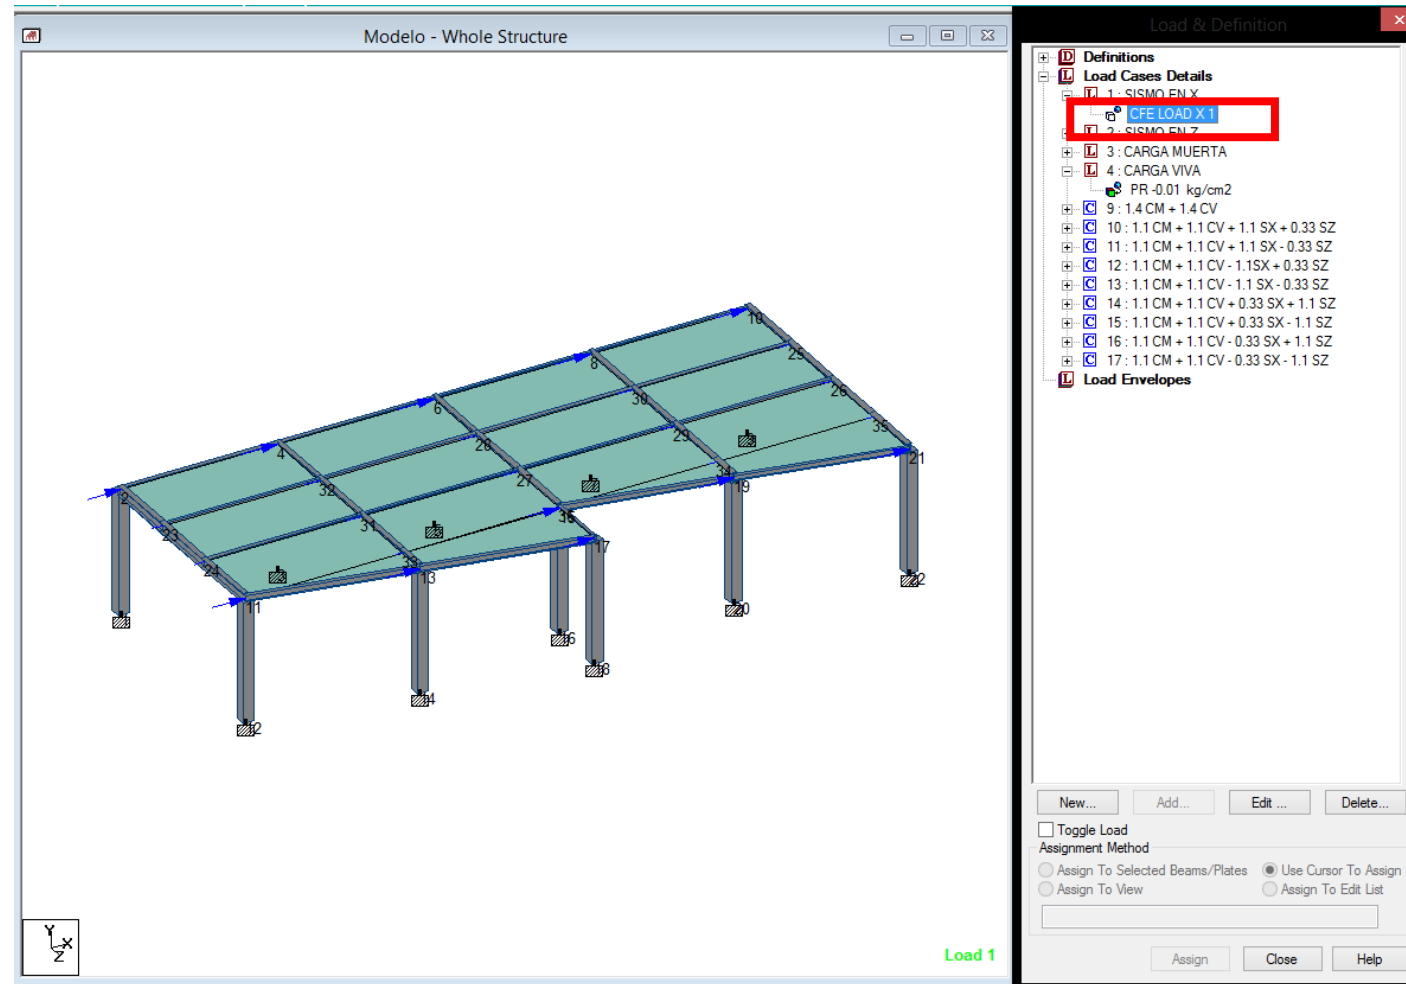 Modelo - Whole Structure
Load & Definition
Definitions
Load Cases Details
1 : SISMO EN X
CFE LOAD X 1
2 : SISMO EN Z
3 : CARGA MUERTA
4 : CARGA VIVA
PR -0.01 kg/cm2
9 : 1.4 CM + 1.4 CV
10 : 1.1 CM + 1.1 CV + 1.1 SX + 0.33 SZ
11 : 1.1 CM + 1.1 CV + 1.1 SX - 0.33 SZ
12 : 1.1 CM + 1.1 CV - 1.1SX + 0.33 SZ
13 : 1.1 CM + 1.1 CV - 1.1 SX - 0.33 SZ
14 : 1.1 CM + 1.1 CV + 0.33 SX + 1.1 SZ
15 : 1.1 CM + 1.1 CV + 0.33 SX - 1.1 SZ
16 : 1.1 CM + 1.1 CV - 0.33 SX + 1.1 SZ
17 : 1.1 CM + 1.1 CV - 0.33 SX - 1.1 SZ
Load Envelopes
10
8
25
6
30
26
4
28
29
35
2
32
27
34
21
23
31
19
24
33
17
11
13
22
20
18
Y
X
Z
Load 1
New...
Add...
Edit ...
Delete...
Toggle Load
Assignment Method
Assign To Selected Beams/Plates
Use Cursor To Assign
Assign To View
Assign To Edit List
Assign
Close
Help